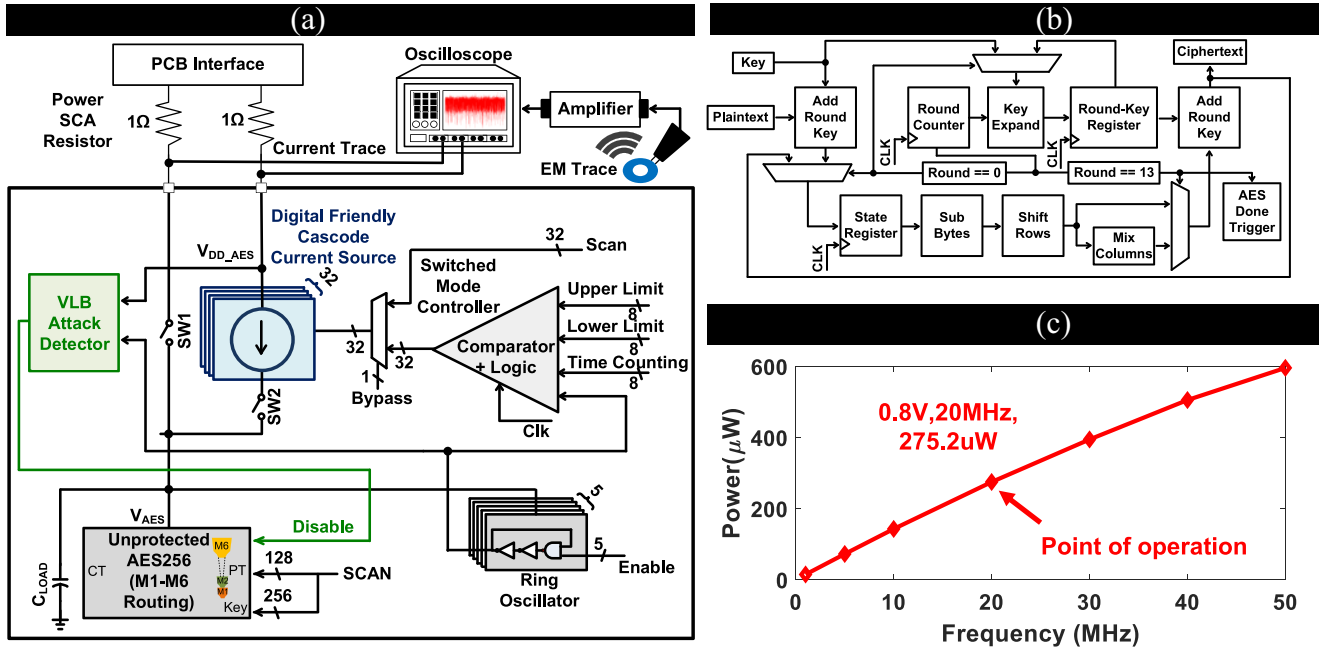 (a)
PCB Interface
Oscilloscope
Power
SCA
Resistor
1Ω
1Ω
Current Trace
Amplifier
EM Trace
Digital Friendly
Cascode
Current Source
32
V_DD_AES
VLB
Attack
Detector
SW1
SW2
32
Scan
Switched
Mode
Controller
32
32
1
Bypass
Comparator
+ Logic
Upper Limit
8
Lower Limit
8
Time Counting
8
Clk
V_AES
Disable
C_LOAD
Unprotected
AES256
(M1-M6
Routing)
CT
PT
Key
M6
M2
M1
128
256
SCAN
5
Ring
Oscillator
5
Enable
(b)
Key
Plaintext
Add
Round
Key
Round
Counter
CLK
Key
Expand
Round-Key
Register
CLK
Ciphertext
Add
Round
Key
Round == 0
Round == 13
State
Register
CLK
Sub
Bytes
Shift
Rows
Mix
Columns
AES
Done
Trigger
(c)
Power(μW)
600
400
200
0
0.8V,20MHz,
275.2uW
Point of operation
0
10
20
30
40
50
Frequency (MHz)